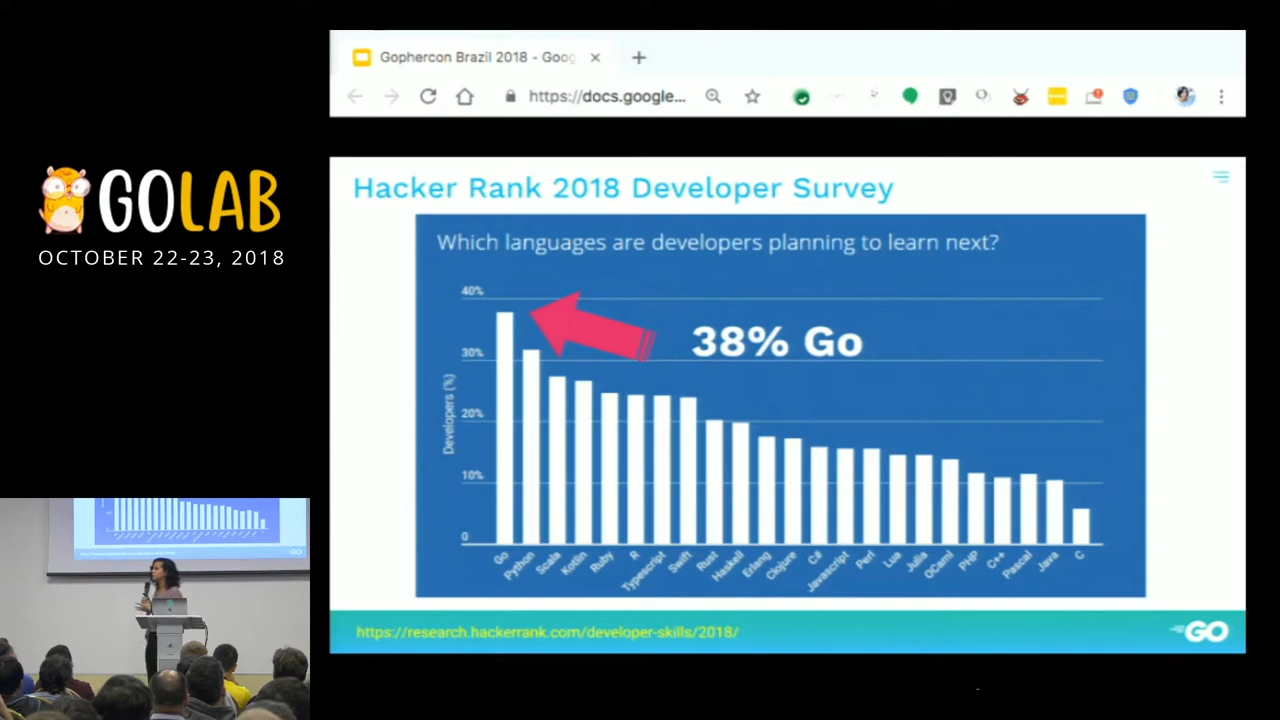 Gophercon Brazil 2018 - Goog
https://docs.google...
GOLAB
OCTOBER 22-23, 2018
Hacker Rank 2018 Developer Survey
Which languages are developers planning to learn next?
38% Go
Developers (%)
40%
30%
20%
10%
0
Go
Python
Scala
Kotlin
Ruby
R
Typescript
Swift
Rust
Haskell
Erlang
Clojure
C#
Javascript
Perl
Lua
Julia
OCaml
PHP
C++
Pascal
Java
C
https://research.hackerrank.com/developer-skills/2018/
GO